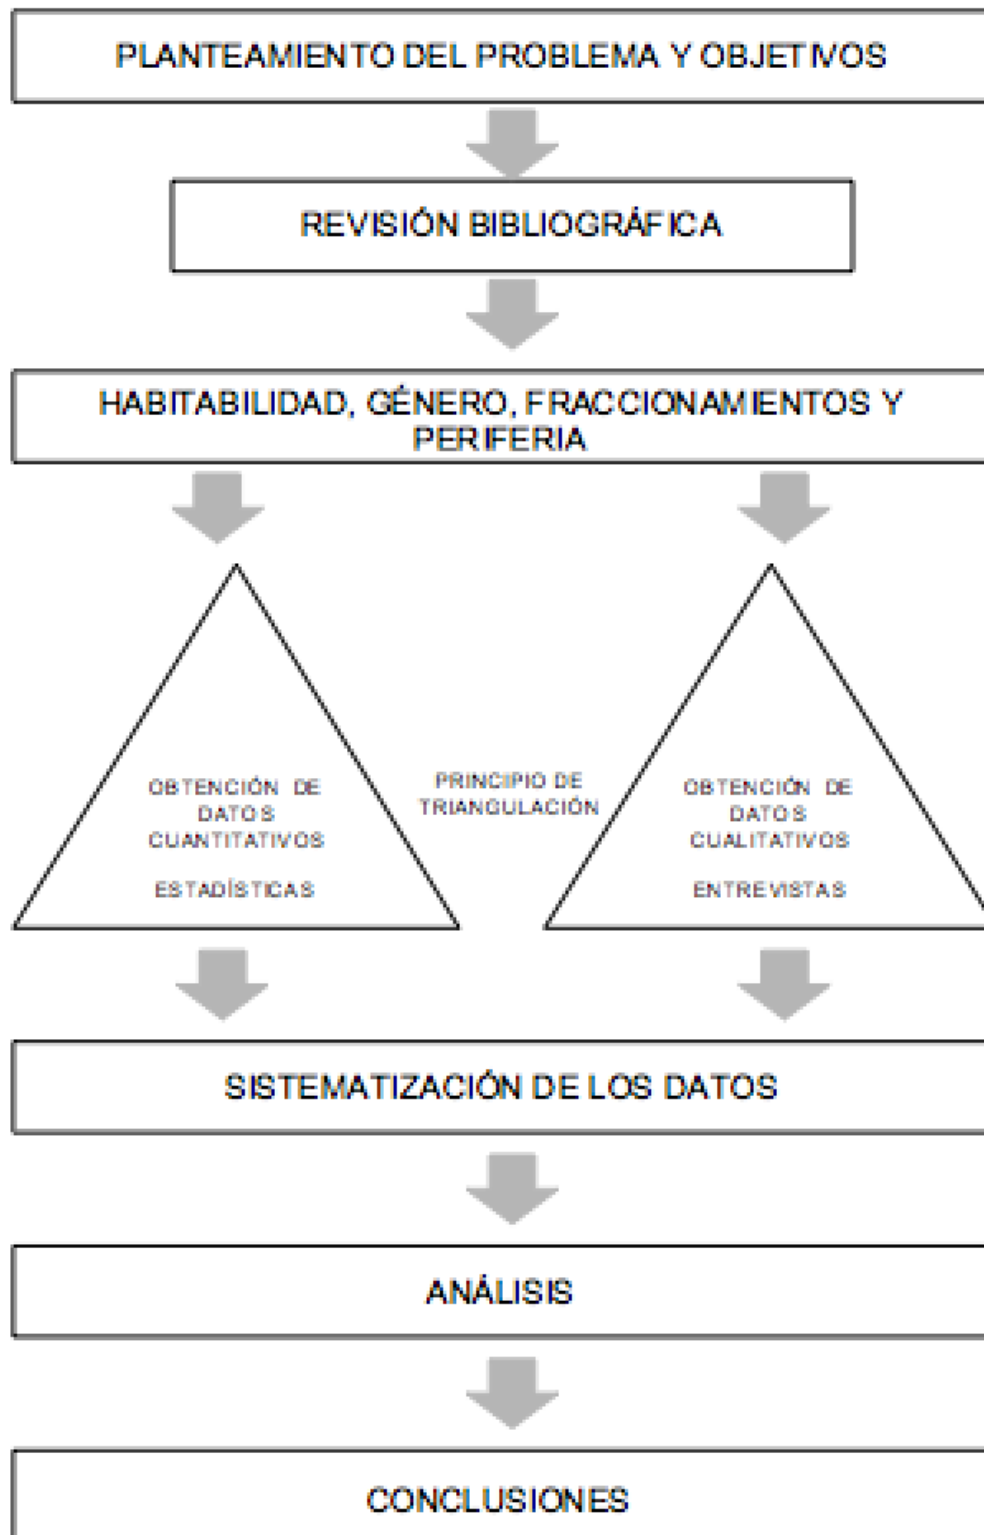 PLANTEAMIENTO DEL PROBLEMA Y OBJETIVOS
REVISIÓN BIBLIOGRÁFICA
HABITABILIDAD, GÉNERO, FRACCIONAMIENTOS Y
PERIFERIA
OBTENCIÓN DE
DATOS
CUANTITATIVOS
ESTADÍSTICAS
PRINCIPIO DE
TRIANGULACIÓN
OBTENCIÓN DE
DATOS
CUALITATIVOS
ENTREVISTAS
SISTEMATIZACIÓN DE LOS DATOS
ANÁLISIS
CONCLUSIONES